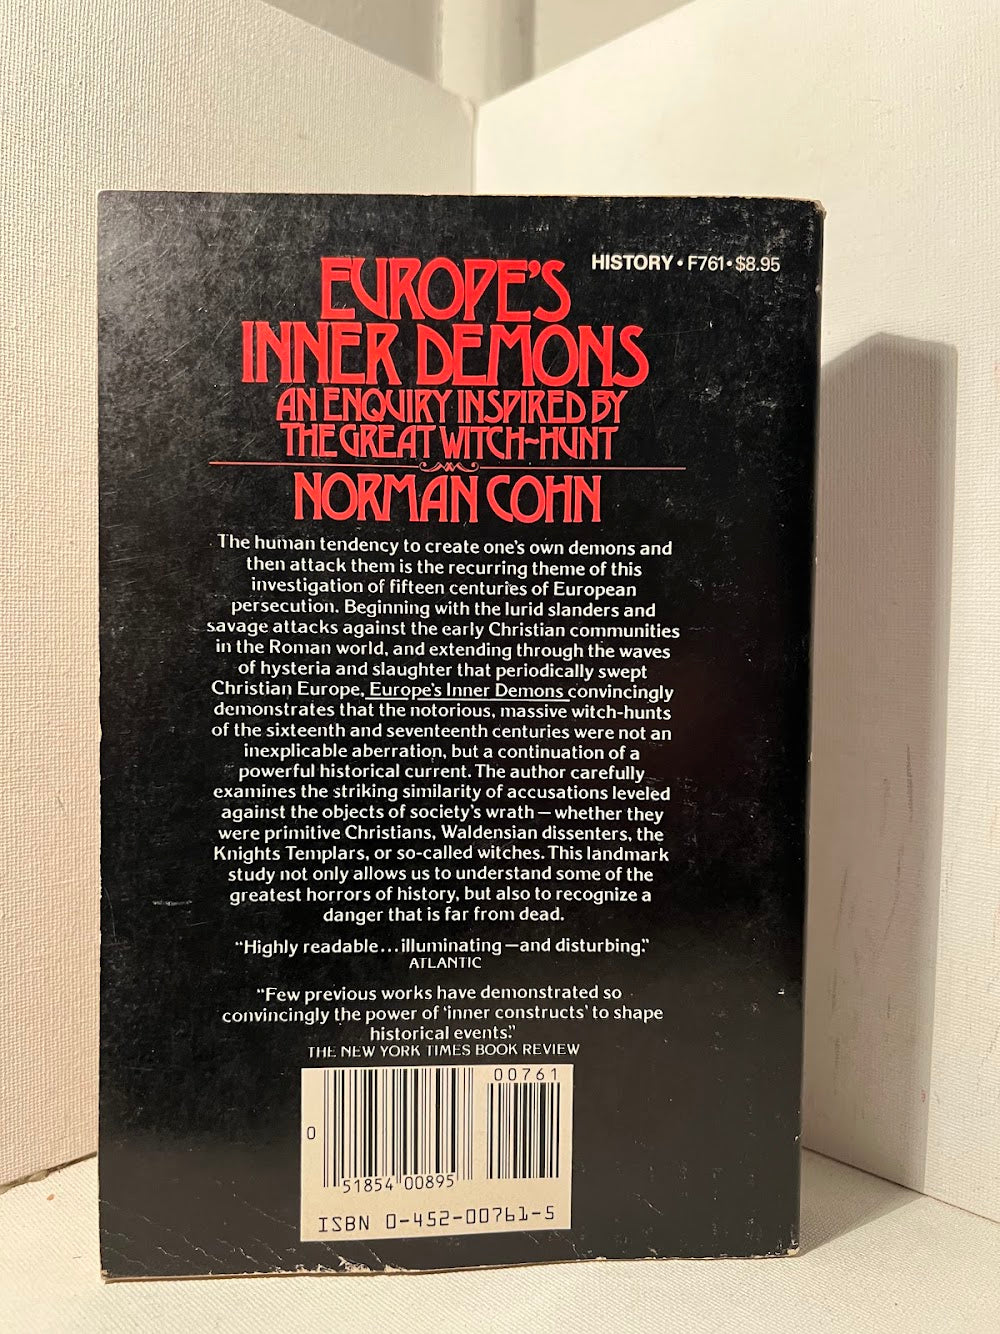 HISTORY • F761 • $8.95
EUROPE'S
INNER DEMONS
AN ENQUIRY INSPIRED BY
THE GREAT WITCH~HUNT
NORMAN COHN
The human tendency to create one's own demons and
then attack them is the recurring theme of this
investigation of fifteen centuries of European
persecution. Beginning with the lurid slanders and
savage attacks against the early Christian communities
in the Roman world, and extending through the waves
of hysteria and slaughter that periodically swept
Christian Europe, Europe's Inner Demons convincingly
demonstrates that the notorious, massive witch-hunts
of the sixteenth and seventeenth centuries were not an
inexplicable aberration, but a continuation of a
powerful historical current. The author carefully
examines the striking similarity of accusations leveled
against the objects of society's wrath — whether they
were primitive Christians, Waldensian dissenters, the
Knights Templars, or so-called witches. This landmark
study not only allows us to understand some of the
greatest horrors of history, but also to recognize a
danger that is far from dead.
"Highly readable...illuminating—and disturbing."
ATLANTIC
"Few previous works have demonstrated so
convincingly the power of 'inner constructs' to shape
historical events."
THE NEW YORK TIMES BOOK REVIEW
00761
0
51854 00895
ISBN 0-452-00761-5